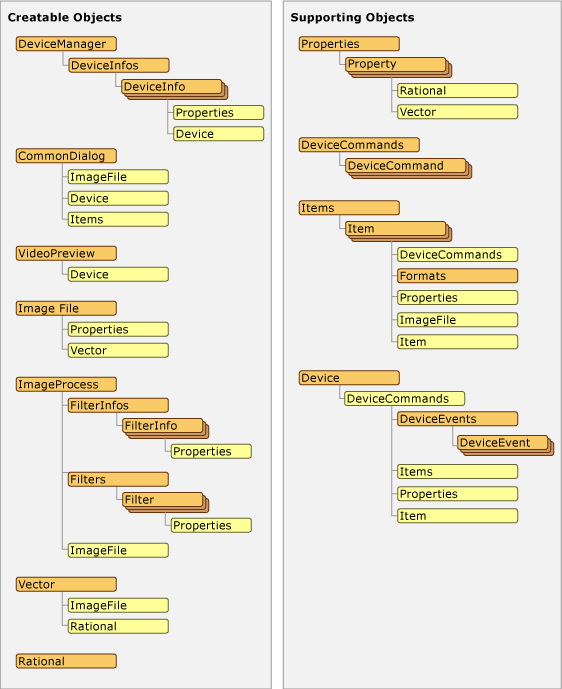 Creatable Objects
DeviceManager
DeviceInfos
DeviceInfo
Properties
Device
CommonDialog
ImageFile
Device
Items
VideoPreview
Device
Image File
Properties
Vector
ImageProcess
FilterInfos
FilterInfo
Properties
Filters
Filter
Properties
ImageFile
Vector
ImageFile
Rational
Rational
Supporting Objects
Properties
Property
Rational
Vector
DeviceCommands
DeviceCommand
Items
Item
DeviceCommands
Formats
Properties
ImageFile
Item
Device
DeviceCommands
DeviceEvents
DeviceEvent
Items
Properties
Item